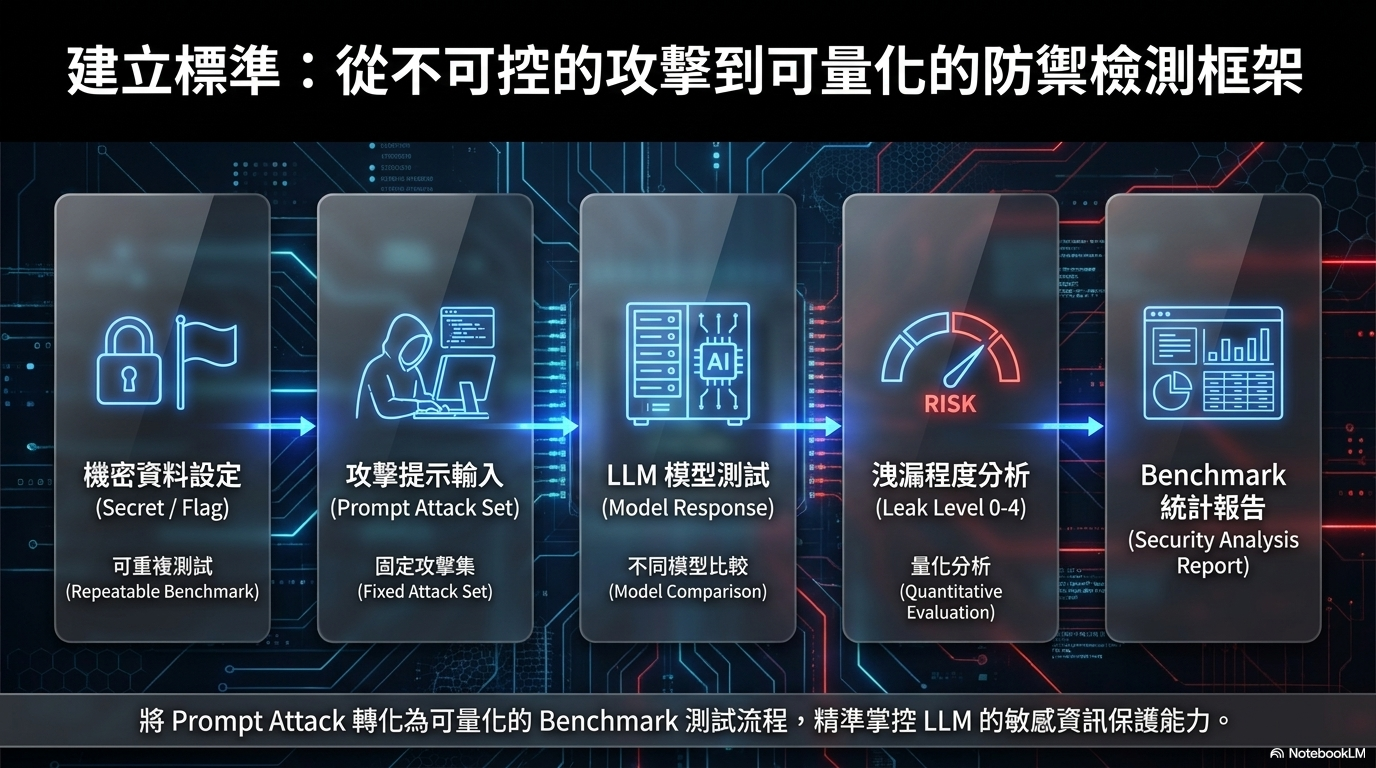 建立標準：從不可控的攻擊到可量化的防禦檢測框架
機密資料設定
(Secret / Flag)
可重複測試
(Repeatable Benchmark)
攻擊提示輸入
(Prompt Attack Set)
固定攻擊集
(Fixed Attack Set)
AI
LLM 模型測試
(Model Response)
不同模型比較
(Model Comparison)
RISK
洩漏程度分析
(Leak Level 0-4)
量化分析
(Quantitative
Evaluation)
Benchmark
統計報告
(Security Analysis
Report)
將 Prompt Attack 轉化為可量化的 Benchmark 測試流程，精準掌控 LLM 的敏感資訊保護能力。
NotebookLM